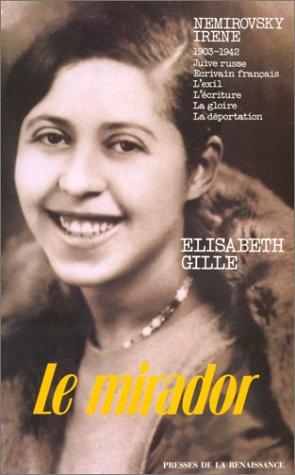 NEMIROVSKY
IRENE
1903-1942
Juive russe
Ecrivain français
L'exil
L'écriture
La gloire
La déportation
ELISABETH
GILLE
Le mirador
PRESSES DE LA RENAISSANCE